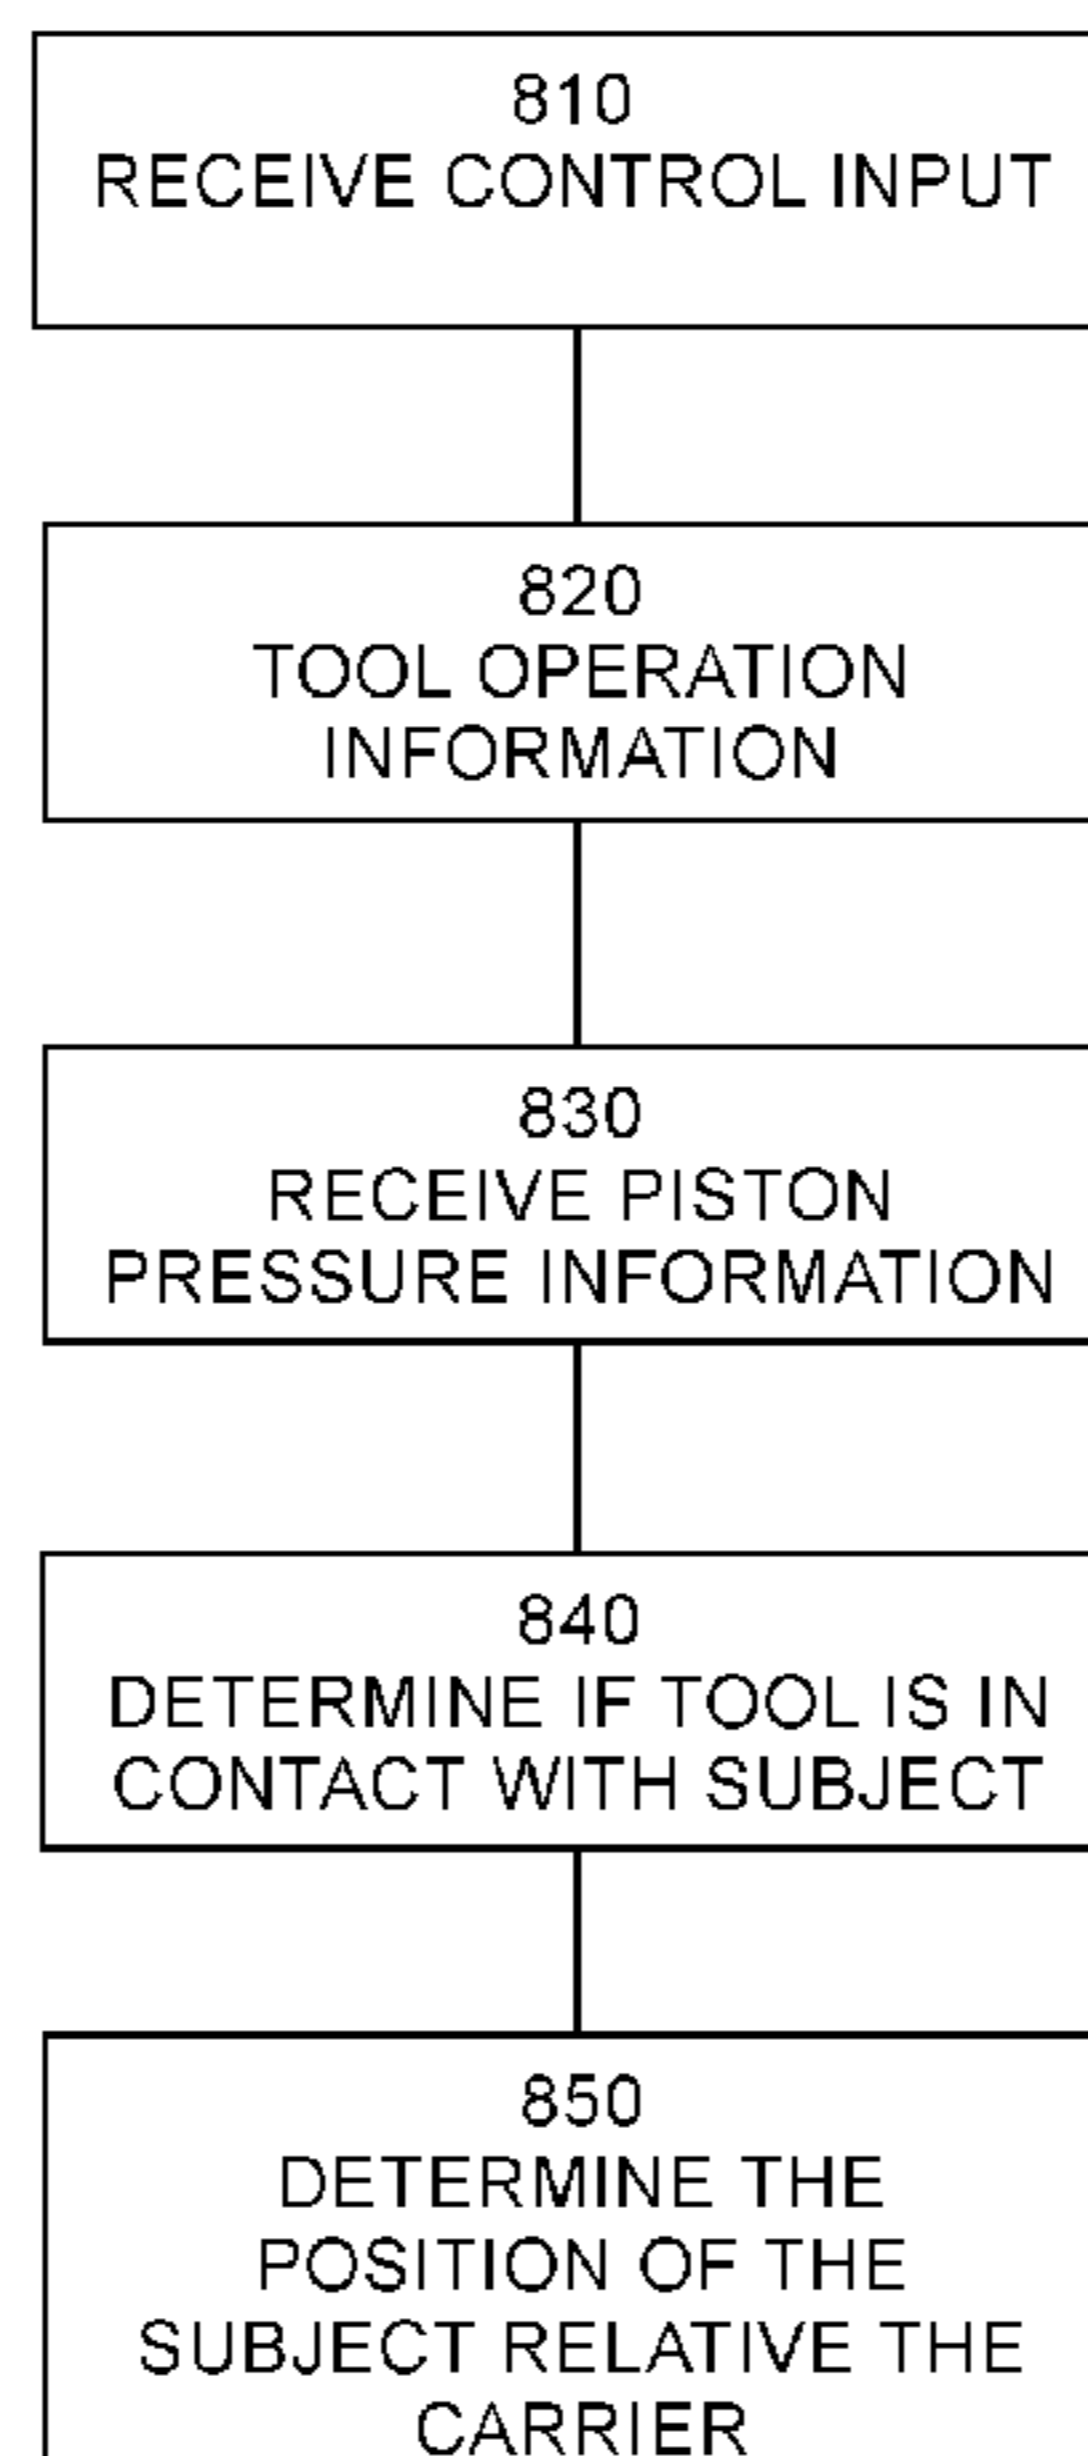 810
RECEIVE CONTROL INPUT
820
TOOL OPERATION
INFORMATION
830
RECEIVE PISTON
PRESSURE INFORMATION
840
DETERMINE IF TOOL IS IN
CONTACT WITH SUBJECT
850
DETERMINE THE
POSITION OF THE
SUBJECT RELATIVE THE
CARRIER